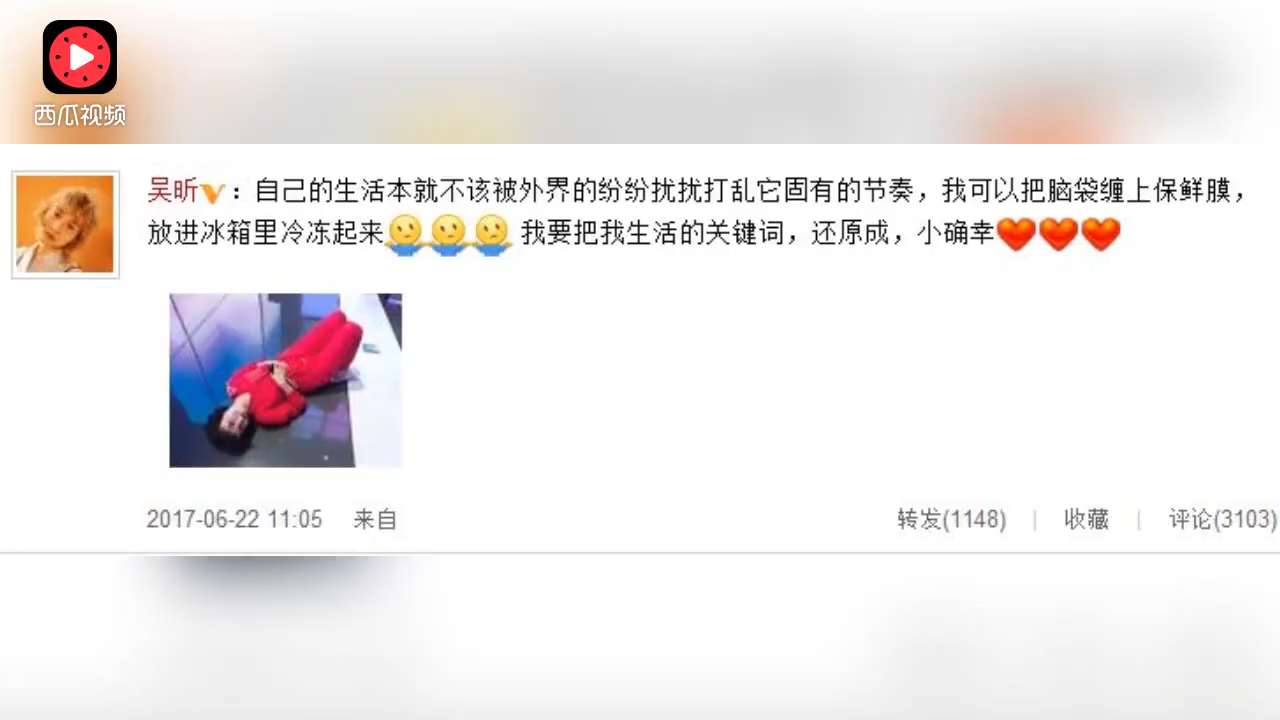 西瓜视频
吴昕：自己的生活本就不该被外界的纷纷扰扰打乱它固有的节奏，我可以把脑袋缠上保鲜膜，
放进冰箱里冷冻起来 我要把我生活的关键词，还原成，小确幸
2017-06-22 11:05 来自 转发(1148) | 收藏 | 评论(3103)